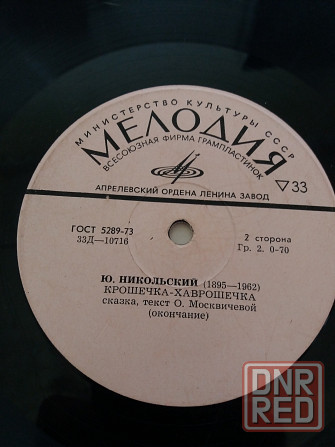 МИНИСТЕРСТВО КУЛЬТУРЫ СССР
МЕЛОДИЯ
ВСЕСОЮЗНАЯ ФИРМА ГРАМПЛАСТИНОК
АПРЕЛЕВСКИЙ ОРДЕНА ЛЕНИНА ЗАВОД
▽33
ГОСТ 5289-73
33Д—10716
2 сторона
Гр. 2. 0-70
Ю. НИКОЛЬСКИЙ (1895—1962)
КРОШЕЧКА-ХАВРОШЕЧКА
сказка, текст О. Москвичевой
(окончание)
DNR
RED